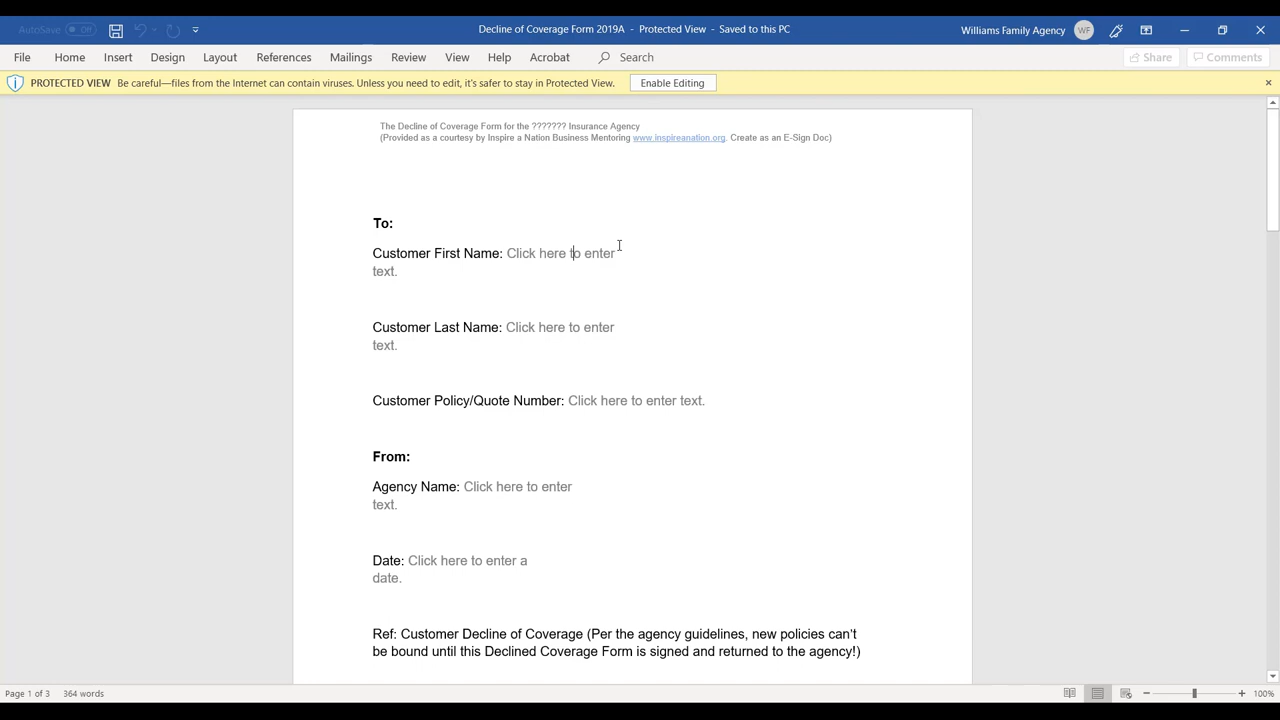 AutoSave Off
Decline of Coverage Form 2019A - Protected View - Saved to this PC
Williams Family Agency WF
File Home Insert Design Layout References Mailings Review View Help Acrobat Search Share Comments
PROTECTED VIEW Be careful—files from the Internet can contain viruses. Unless you need to edit, it's safer to stay in Protected View. Enable Editing
The Decline of Coverage Form for the ??????? Insurance Agency
(Provided as a courtesy by Inspire a Nation Business Mentoring www.inspireanation.org. Create as an E-Sign Doc)
To:
Customer First Name: Click here to enter
text.
Customer Last Name: Click here to enter
text.
Customer Policy/Quote Number: Click here to enter text.
From:
Agency Name: Click here to enter
text.
Date: Click here to enter a
date.
Ref: Customer Decline of Coverage (Per the agency guidelines, new policies can't
be bound until this Declined Coverage Form is signed and returned to the agency!)
Page 1 of 3 364 words 100%